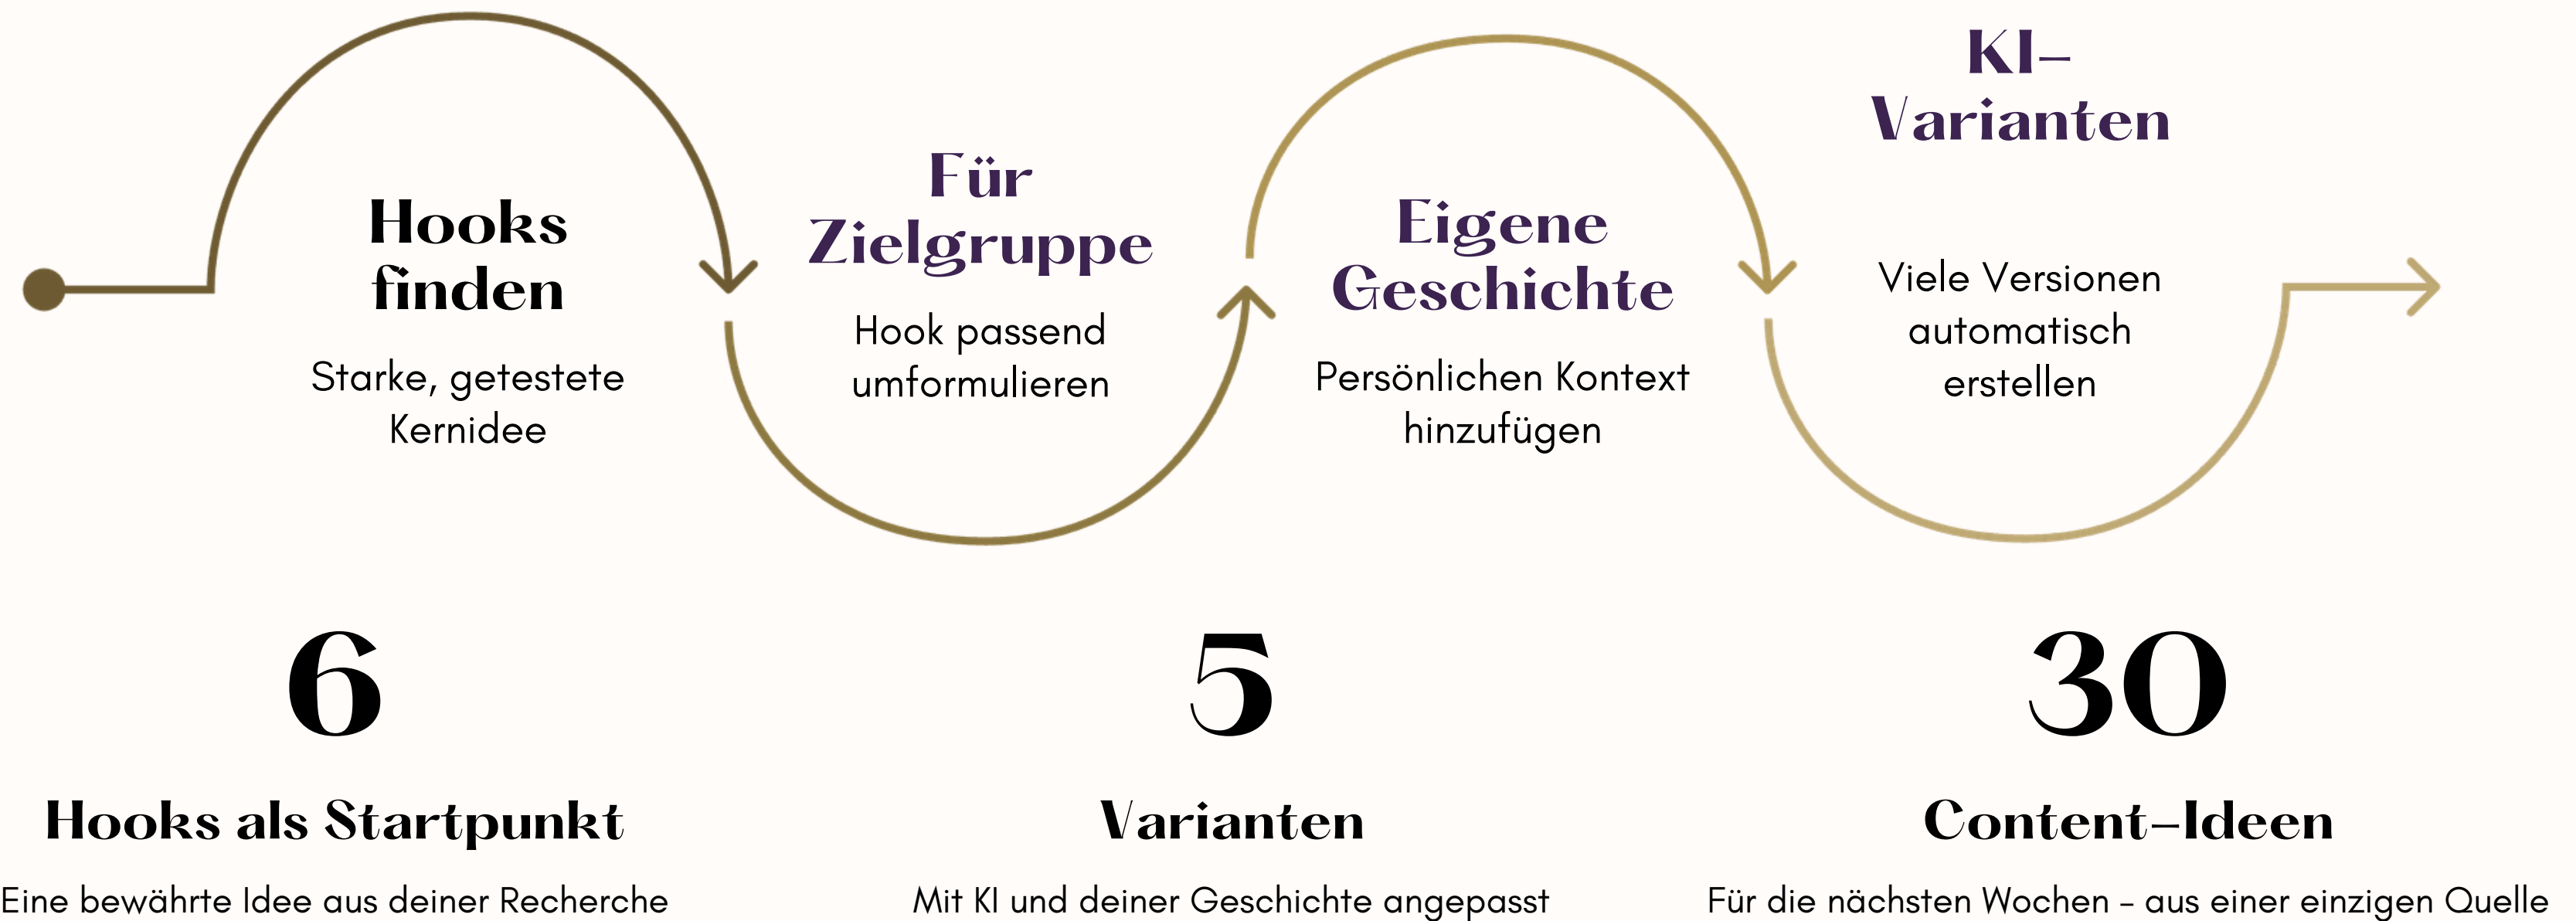 Hooks
finden
Starke, getestete
Kernidee
Für
Zielgruppe
Hook passend
umformulieren
Eigene
Geschichte
Persönlichen Kontext
hinzufügen
KI-
Varianten
Viele Versionen
automatisch
erstellen
6
Hooks als Startpunkt
Eine bewährte Idee aus deiner Recherche
5
Varianten
Mit KI und deiner Geschichte angepasst
30
Content-Ideen
Für die nächsten Wochen - aus einer einzigen Quelle